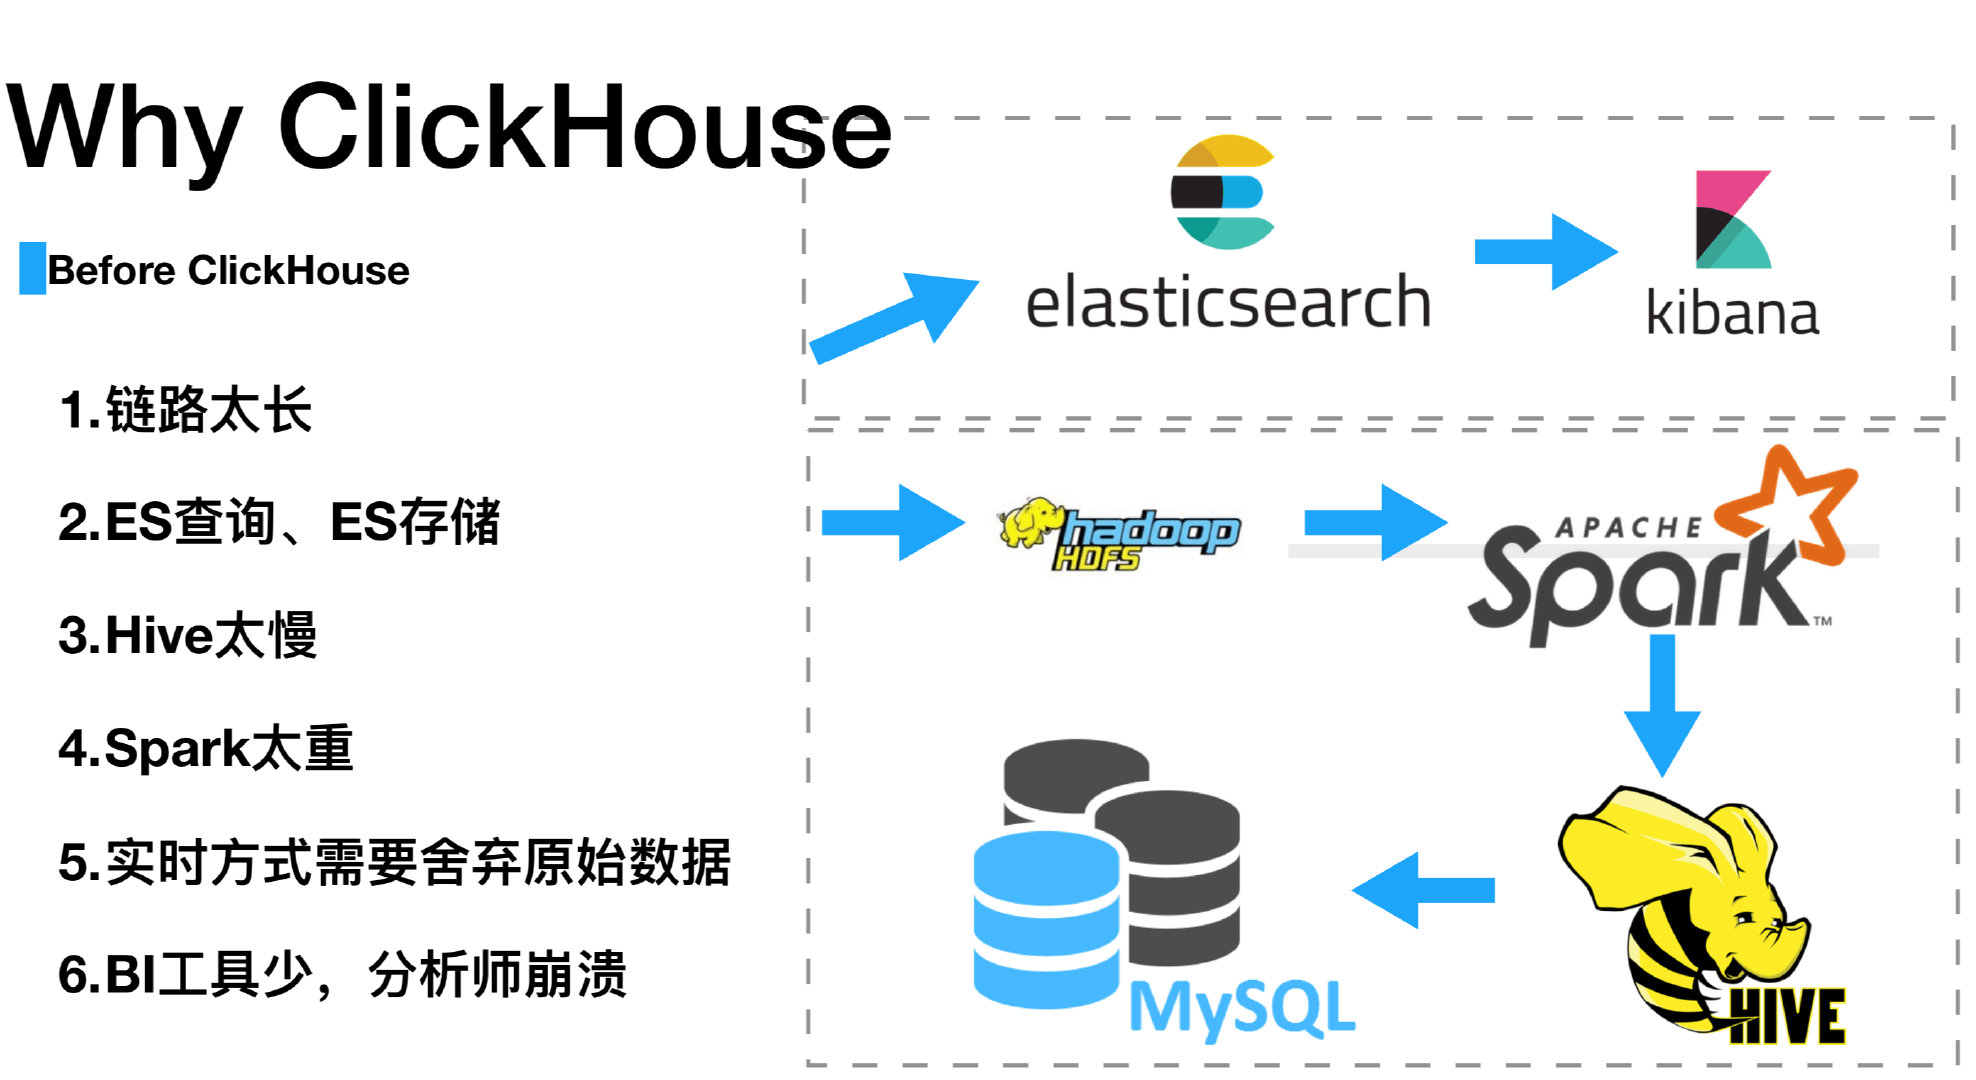 Why ClickHouse
Before ClickHouse
1.链路太长
2.ES查询、ES存储
3.Hive太慢
4.Spark太重
5.实时方式需要舍弃原始数据
6.BI工具少，分析师崩溃
elasticsearch
kibana
hadoop
HDFS
APACHE
Spark™
MySQL
HIVE